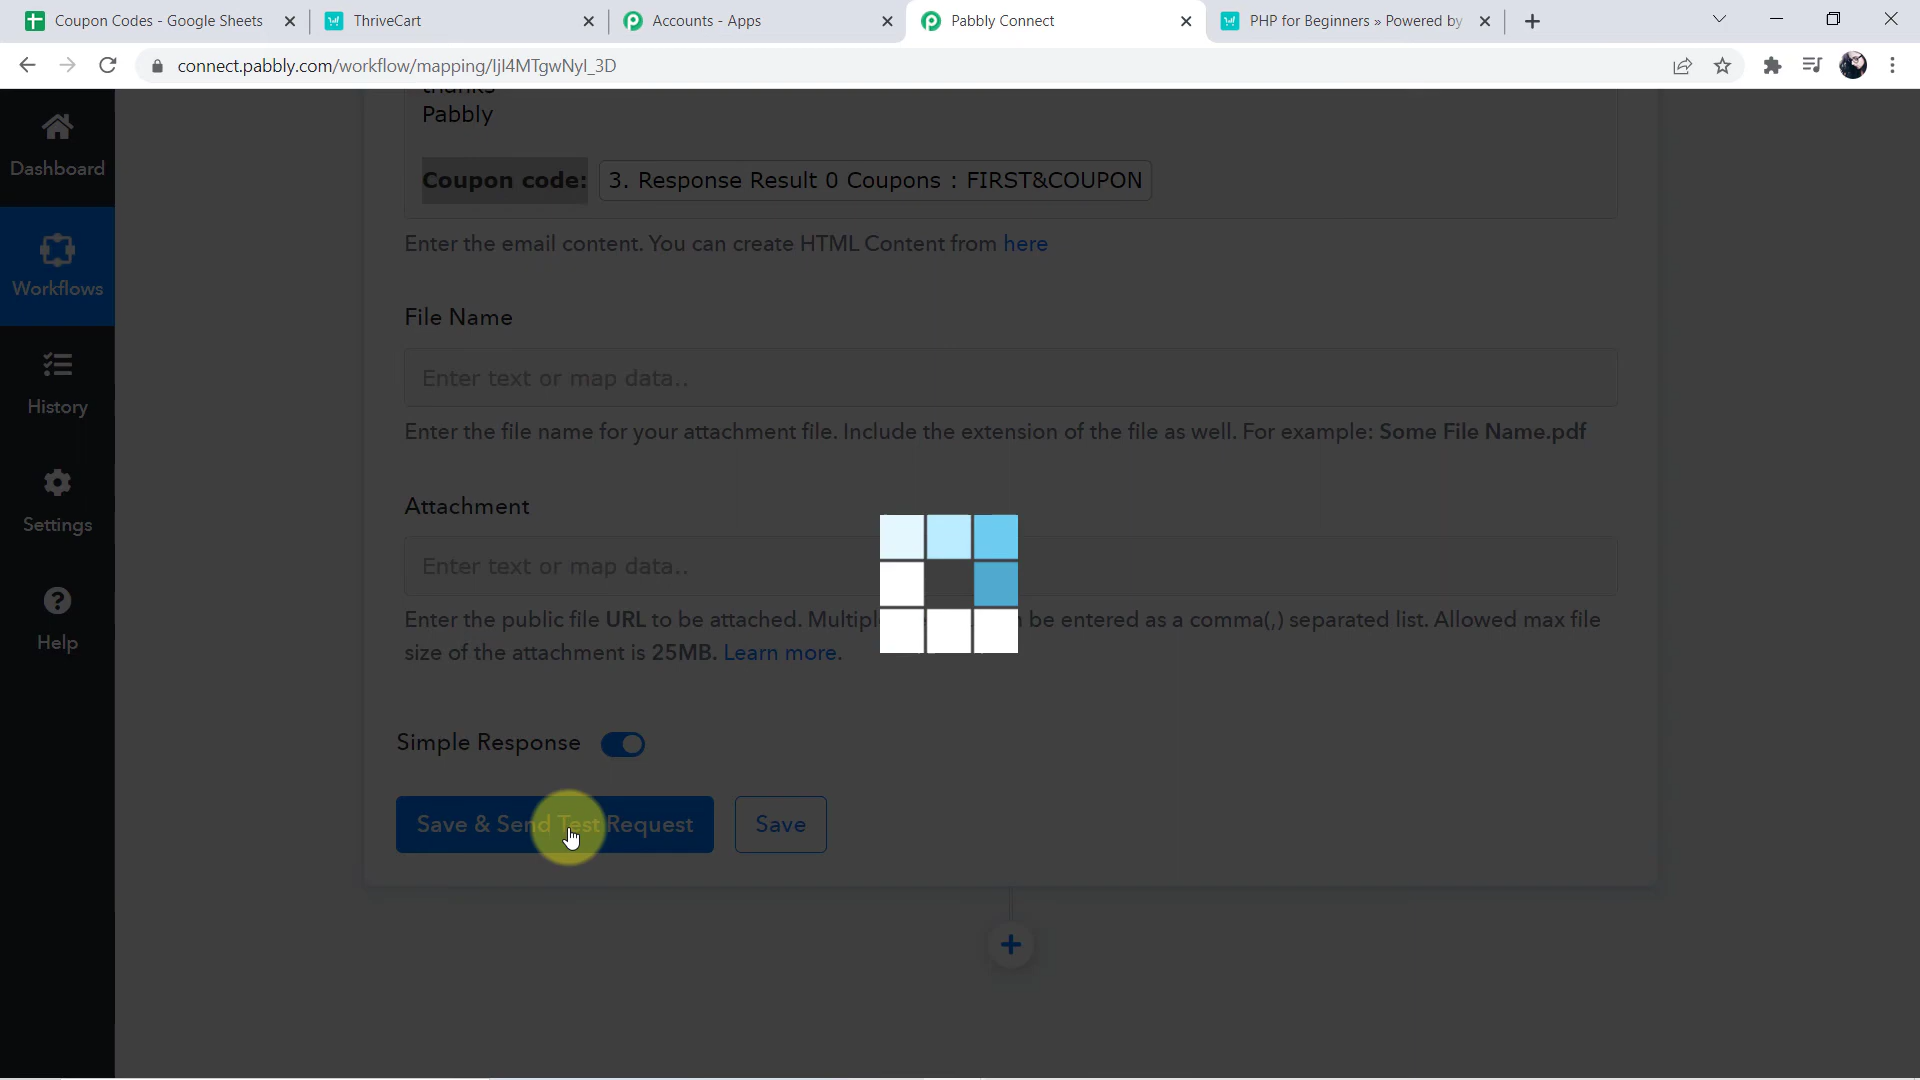 Coupon Codes - Google Sheets
ThriveCart
Accounts - Apps
Pabbly Connect
PHP for Beginners » Powered by
connect.pabbly.com/workflow/mapping/IjI4MTgwNyI_3D
Dashboard
Workflows
History
Settings
Help
thanks
Pabbly
Coupon code: 3. Response Result 0 Coupons : FIRST&COUPON
Enter the email content. You can create HTML Content from here
File Name
Enter text or map data..
Enter the file name for your attachment file. Include the extension of the file as well. For example: Some File Name.pdf
Attachment
Enter text or map data..
Enter the public file URL to be attached. Multipl be entered as a comma(,) separated list. Allowed max file
size of the attachment is 25MB. Learn more.
Simple Response
Save & Send Test Request
Save